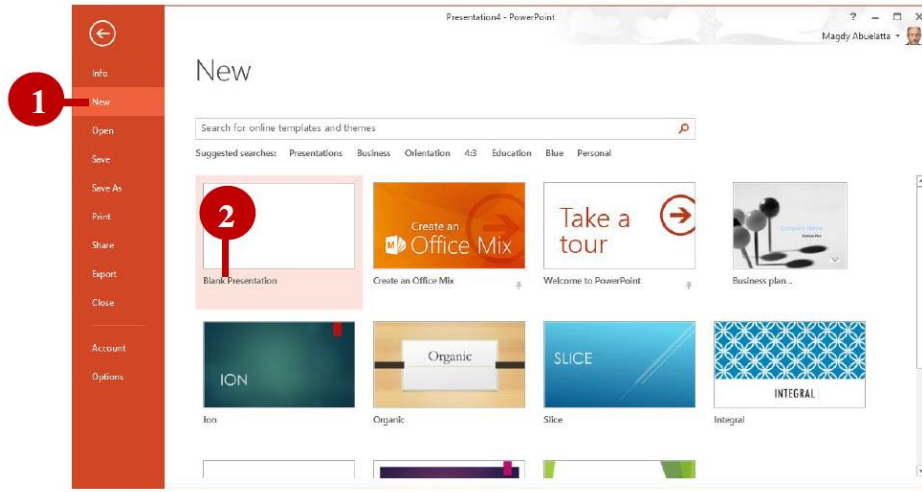 Presentation4 - PowerPoint
?
Magdy Abuelatta
Info
New
Open
Save
Save As
Print
Share
Export
Close
Account
Options
1
New
Search for online templates and themes
Suggested searches: Presentations Business Orientation 4:3 Education Blue Personal
2
Blank Presentation
Create an
Office Mix
Create an Office Mix
Take a
tour
Welcome to PowerPoint
Business plan...
ION
Ion
Organic
Organic
SLICE
Slice
INTEGRAL
Integral